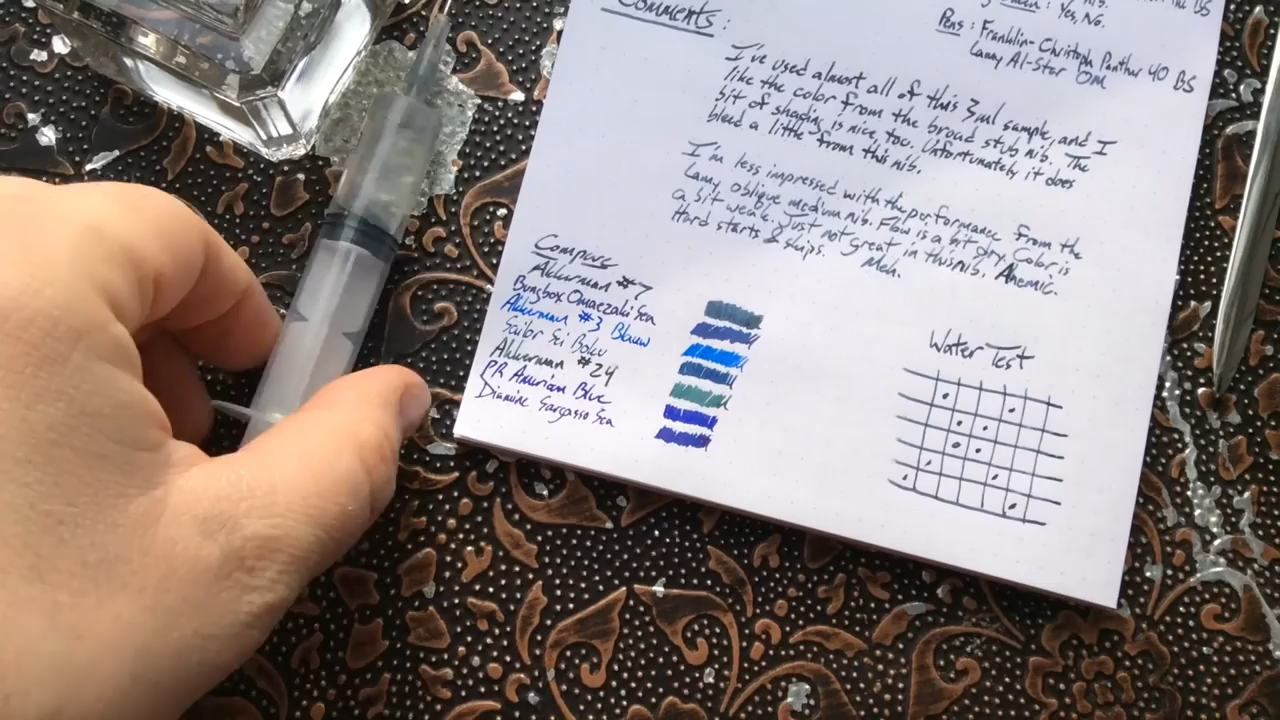 the BS
Yes, No.
Pens: Franklin-Christoph Panther 40 BS
Lamy Al-Star OM
Comments:
I've used almost all of this 3ml sample, and I
like the color from the broad stub nib. The
bit of shading is nice, too. Unfortunately it does
bleed a little from this nib.
I'm less impressed with the performance from the
Lamy oblique medium nib. Flow is a bit dry. Color is
a bit weak. Just not great in this nib. Anemic.
Hard starts & skips. Meh.
Compare
Akkerman #7
Bungbox Omaezaki Sea
Akkerman #3 Blauw
Sailor Sei Boku
Akkerman #24
PR American Blue
Diamine Sargasso Sea
Water Test